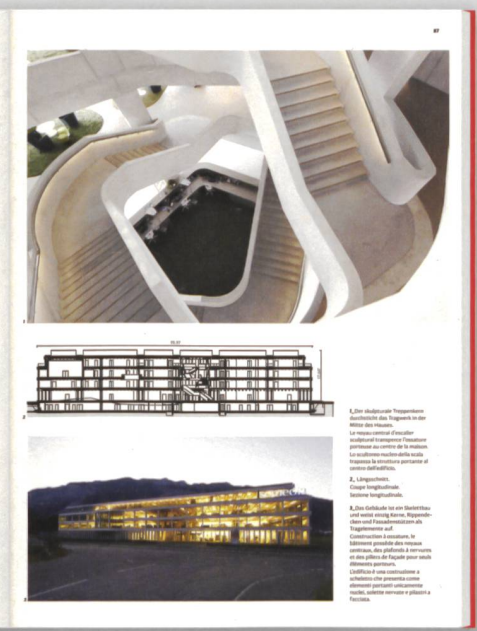 87
1
2
3
1_Der skulpturale Treppenkern
durchsticht das Tragwerk in der
Mitte des Hauses.
Le noyau central d'escalier
sculptural transperce l'ossature
porteuse au centre de la maison.
Lo scultoreo nucleo della scala
trapassa la struttura portante al
centro dell'edificio.
2_ Längsschnitt.
Coupe longitudinale.
Sezione longitudinale.
3_Das Gebäude ist ein Skelettbau
und weist einzig Kerne, Rippende-
cken und Fassadenstützen als
Tragelemente auf.
Construction à ossature, le
bâtiment possède des noyaux
centraux, des plafonds à nervures
et des piliers de façade pour seuls
éléments porteurs.
L'edificio è una costruzione a
scheletro che presenta come
elementi portanti unicamente
nuclei, solette nervate e pilastri a
facciata.